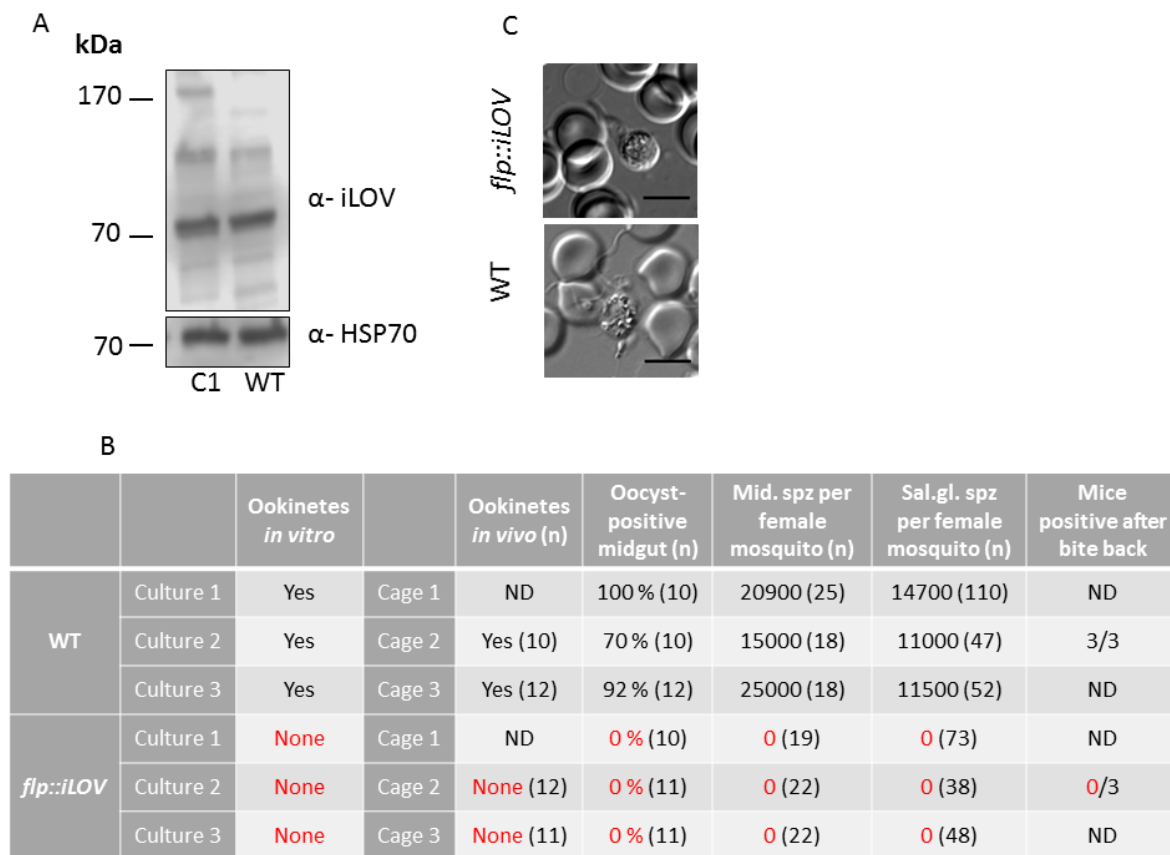 A
kDa
170
70
α- iLOV
70
α- HSP70
C1 WT
C
flp::iLOV
WT
B
Ookinetes in vitro
Ookinetes in vivo (n)
Oocyst-positive midgut (n)
Mid. spz per female mosquito (n)
Sal.gl. spz per female mosquito (n)
Mice positive after bite back
WT
Culture 1 Yes Cage 1 ND 100 % (10) 20900 (25) 14700 (110) ND
Culture 2 Yes Cage 2 Yes (10) 70 % (10) 15000 (18) 11000 (47) 3/3
Culture 3 Yes Cage 3 Yes (12) 92 % (12) 25000 (18) 11500 (52) ND
flp::iLOV
Culture 1 None Cage 1 ND 0 % (10) 0 (19) 0 (73) ND
Culture 2 None Cage 2 None (12) 0 % (11) 0 (22) 0 (38) 0/3
Culture 3 None Cage 3 None (11) 0 % (11) 0 (22) 0 (48) ND